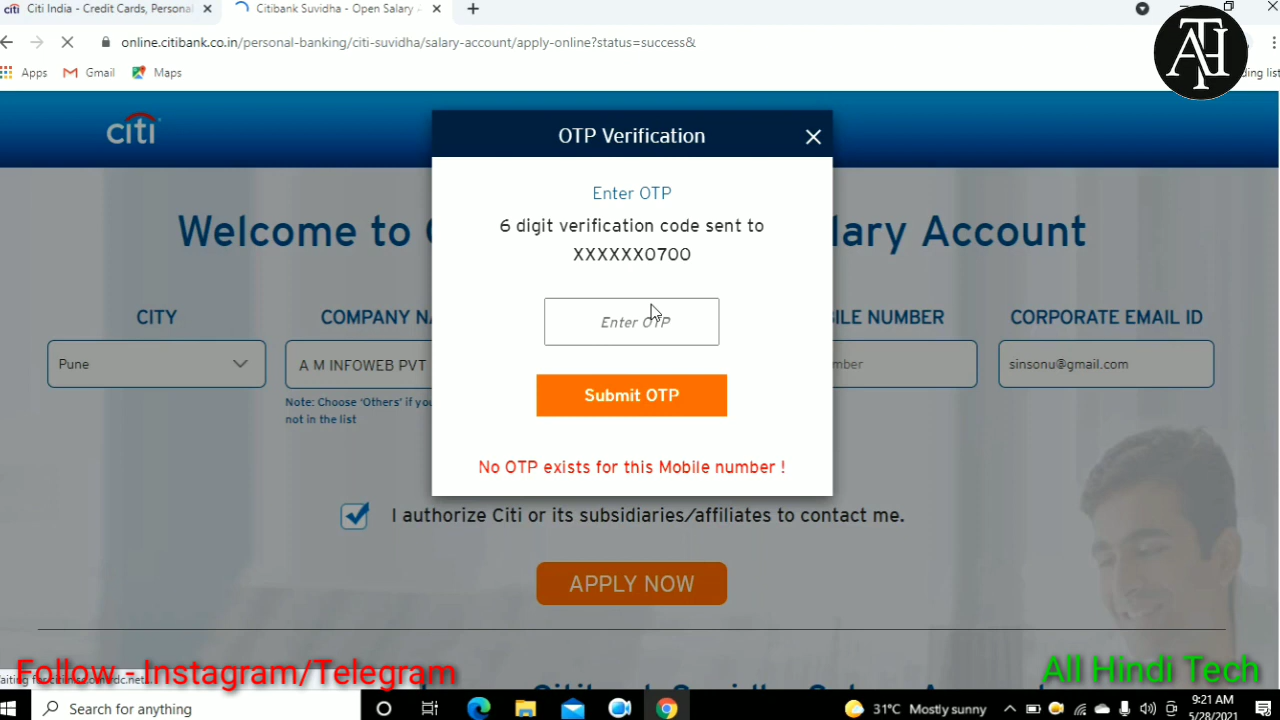 Citi India - Credit Cards, Personal
Citibank Suvidha - Open Salary
online.citibank.co.in/personal-banking/citi-suvidha/salary-account/apply-online?status=success&
Apps
Gmail
Maps
ATH
citi
OTP Verification
Enter OTP
6 digit verification code sent to
XXXXXX0700
Enter OTP
Submit OTP
No OTP exists for this Mobile number !
Welcome to
lary Account
CITY
COMPANY NA
ILE NUMBER
CORPORATE EMAIL ID
Pune
A M INFOWEB PVT
mber
sinsonu@gmail.com
Note: Choose 'Others' if you
not in the list
I authorize Citi or its subsidiaries/affiliates to contact me.
APPLY NOW
Follow - Instagram/Telegram
All Hindi Tech
Search for anything
31°C Mostly sunny
9:21 AM
5/28/2021